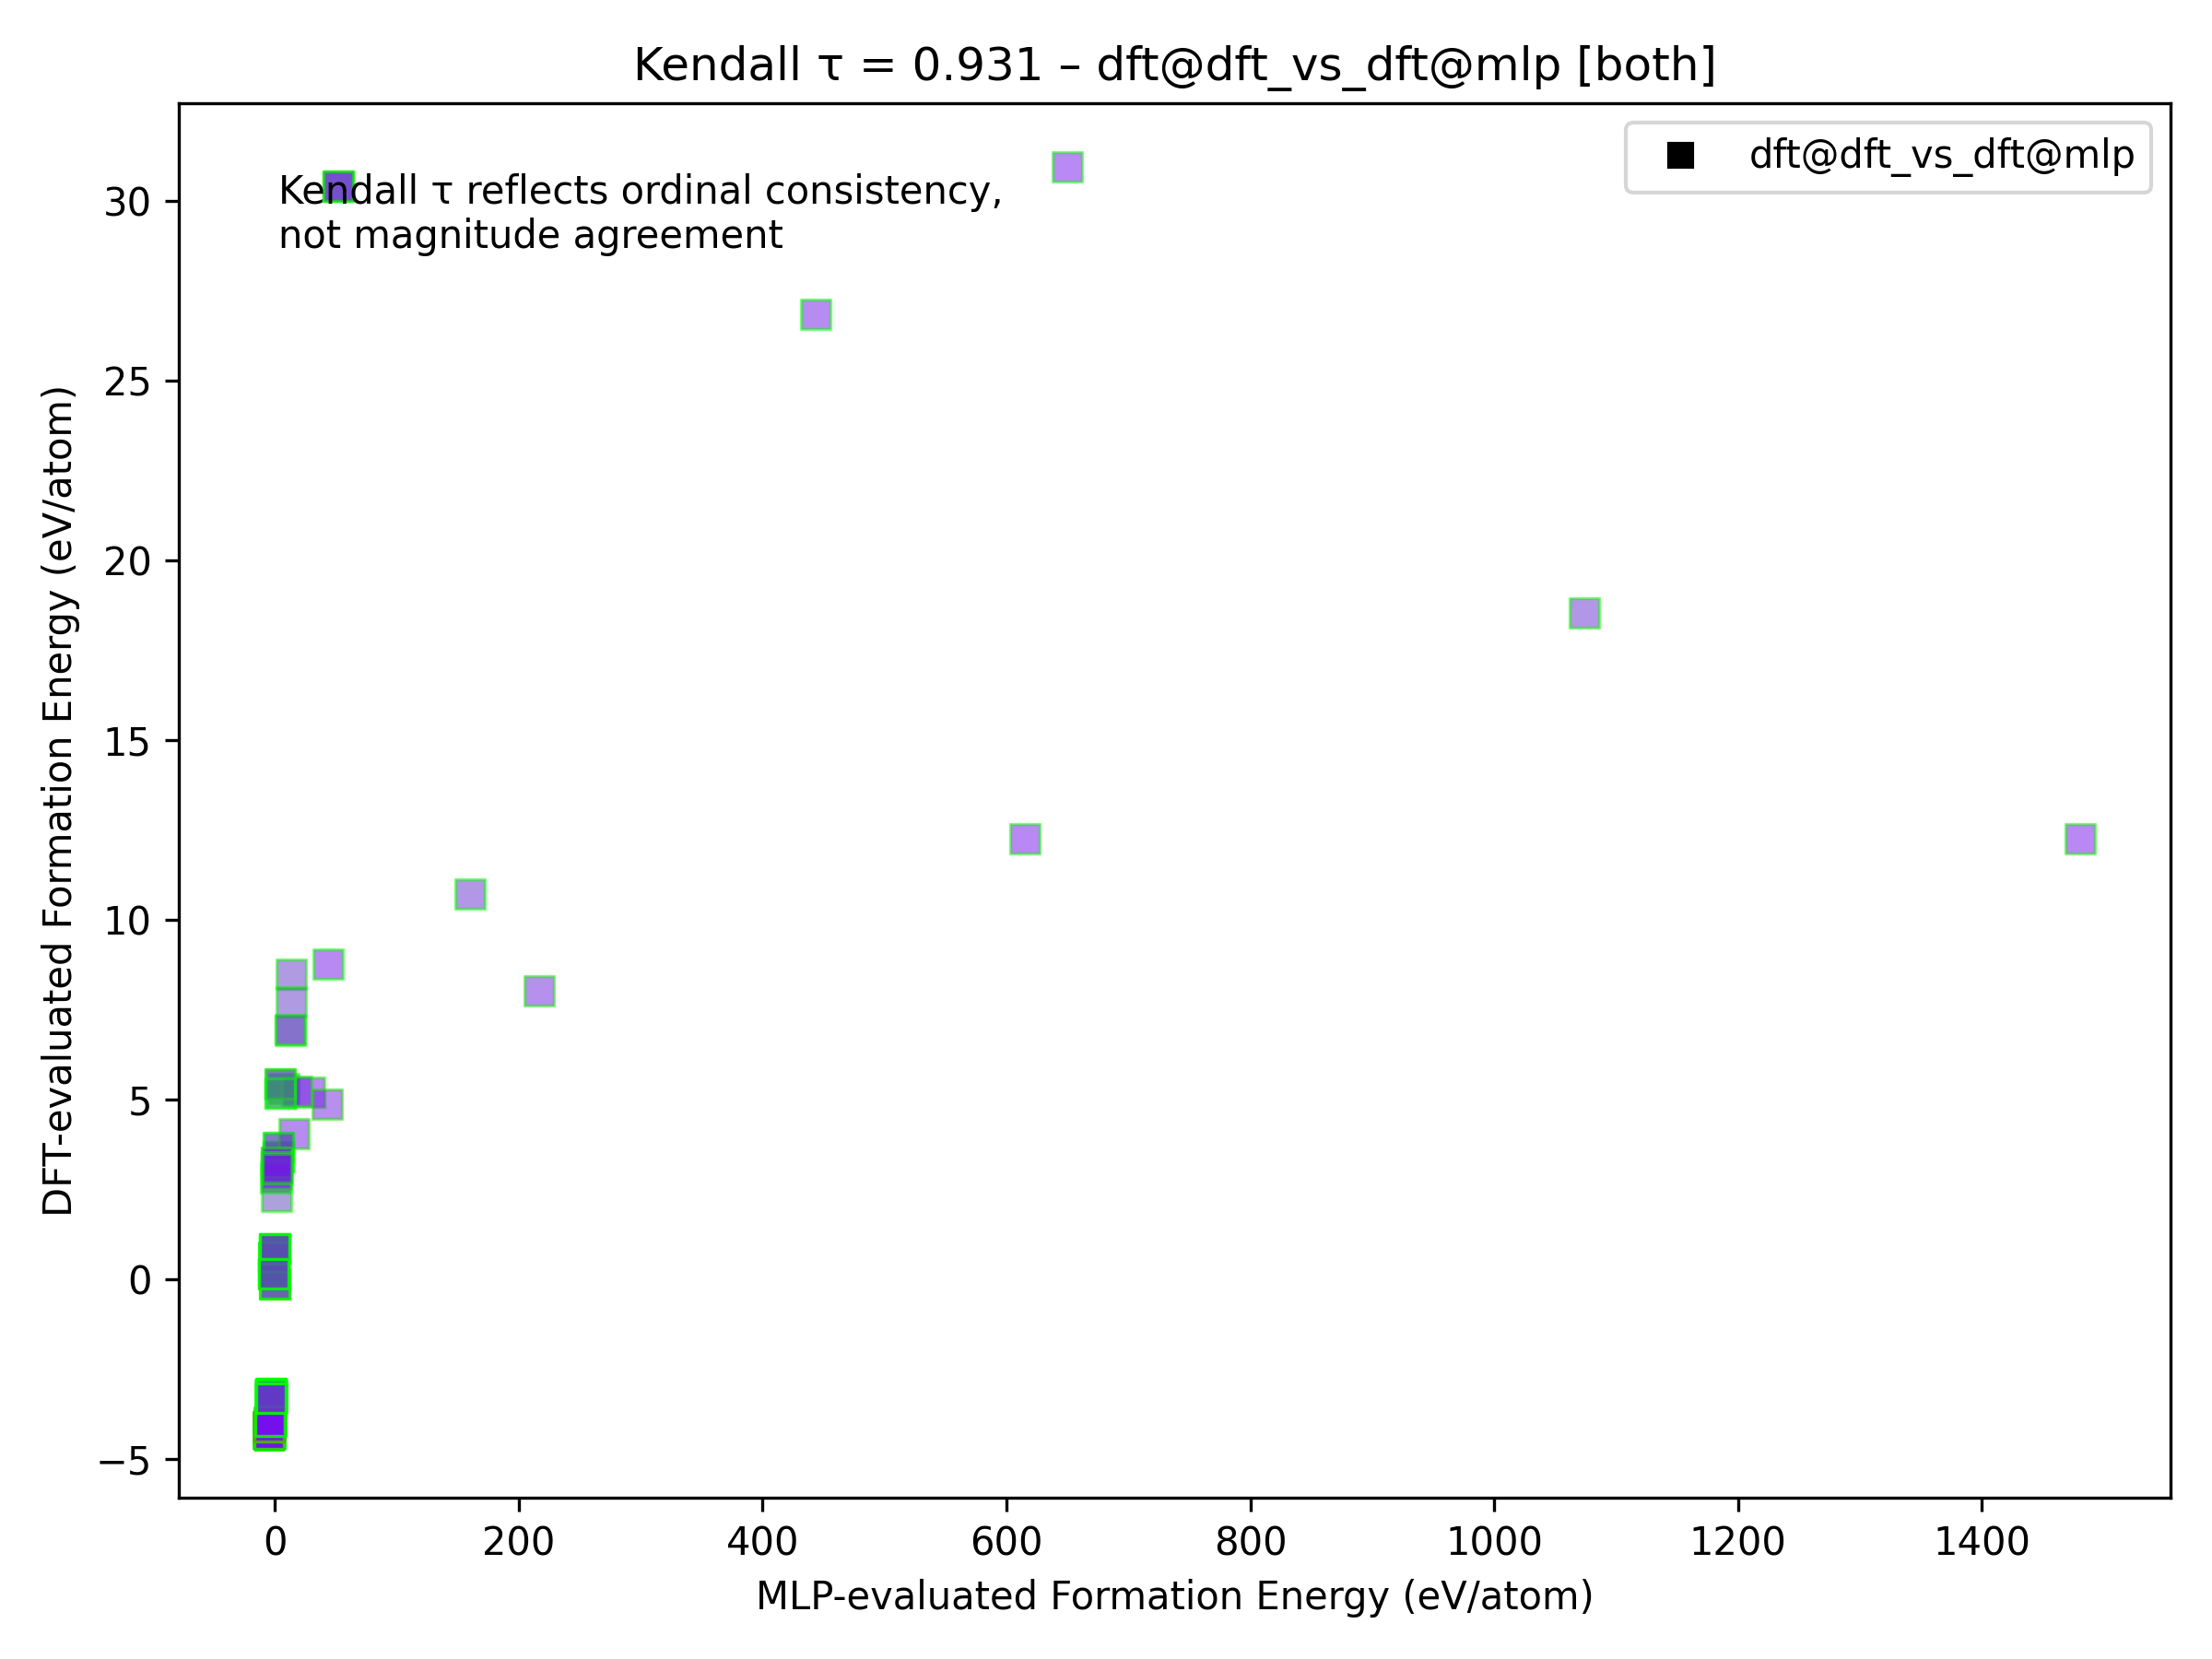 Kendall τ = 0.931 – dft@dft_vs_dft@mlp [both]
dft@dft_vs_dft@mlp
Kendall τ reflects ordinal consistency,
not magnitude agreement
DFT-evaluated Formation Energy (eV/atom)
30
25
20
15
10
5
0
−5
0 200 400 600 800 1000 1200 1400
MLP-evaluated Formation Energy (eV/atom)